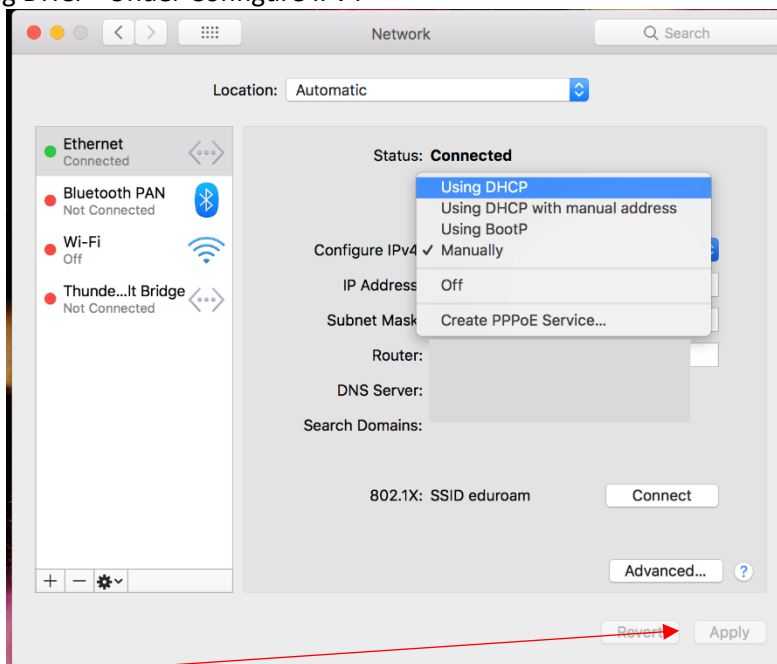 Network
Search
Location: Automatic
Ethernet
Connected
Bluetooth PAN
Not Connected
Wi-Fi
Off
Thunde...lt Bridge
Not Connected
Status: Connected
Using DHCP
Using DHCP with manual address
Using BootP
Configure IPv4 ✓ Manually
IP Address Off
Subnet Mask Create PPPoE Service...
Router:
DNS Server:
Search Domains:
802.1X: SSID eduroam Connect
Advanced... ?
Revert Apply